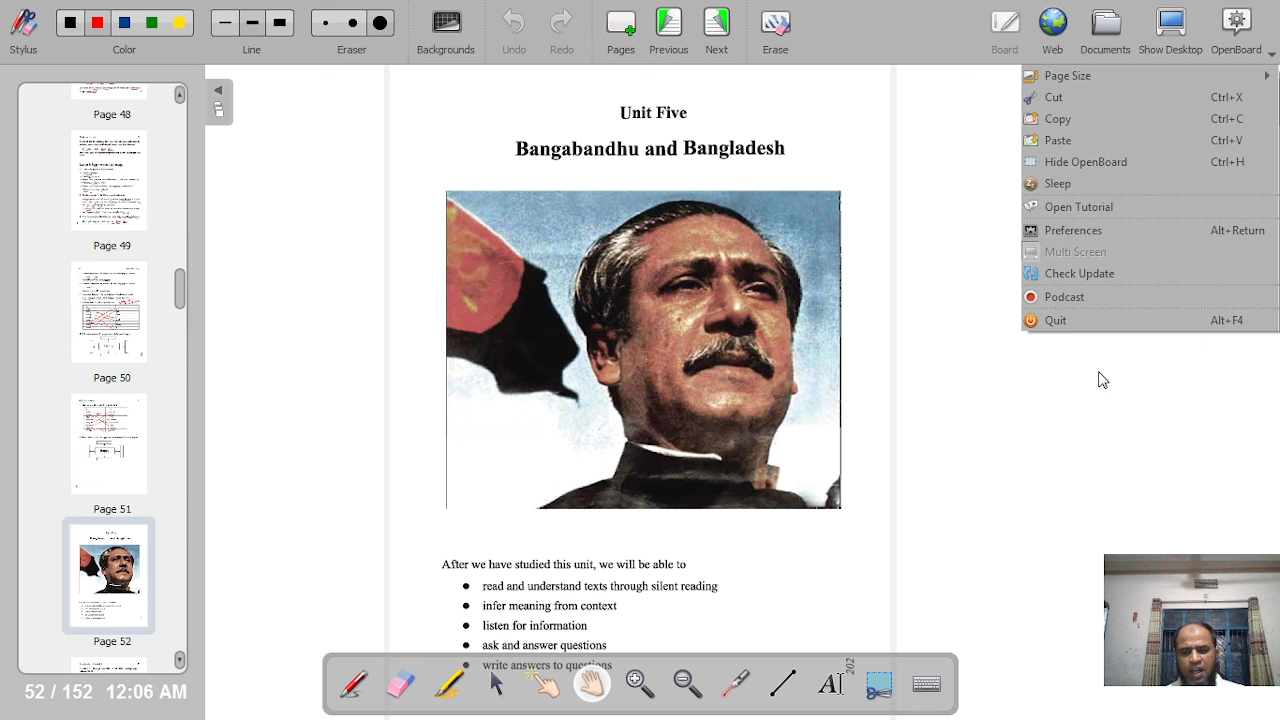 Stylus
Color
Line
Eraser
Backgrounds
Undo
Redo
Pages
Previous
Next
Erase
Board
Web
Documents
Show Desktop
OpenBoard
Page Size
Cut Ctrl+X
Copy Ctrl+C
Paste Ctrl+V
Hide OpenBoard Ctrl+H
Sleep
Open Tutorial
Preferences Alt+Return
Multi Screen
Check Update
Podcast
Quit Alt+F4
Page 48
Page 49
Page 50
Page 51
Page 52
52 / 152 12:06 AM
Unit Five
Bangabandhu and Bangladesh
After we have studied this unit, we will be able to
● read and understand texts through silent reading
● infer meaning from context
● listen for information
● ask and answer questions
● write answers to questions
202